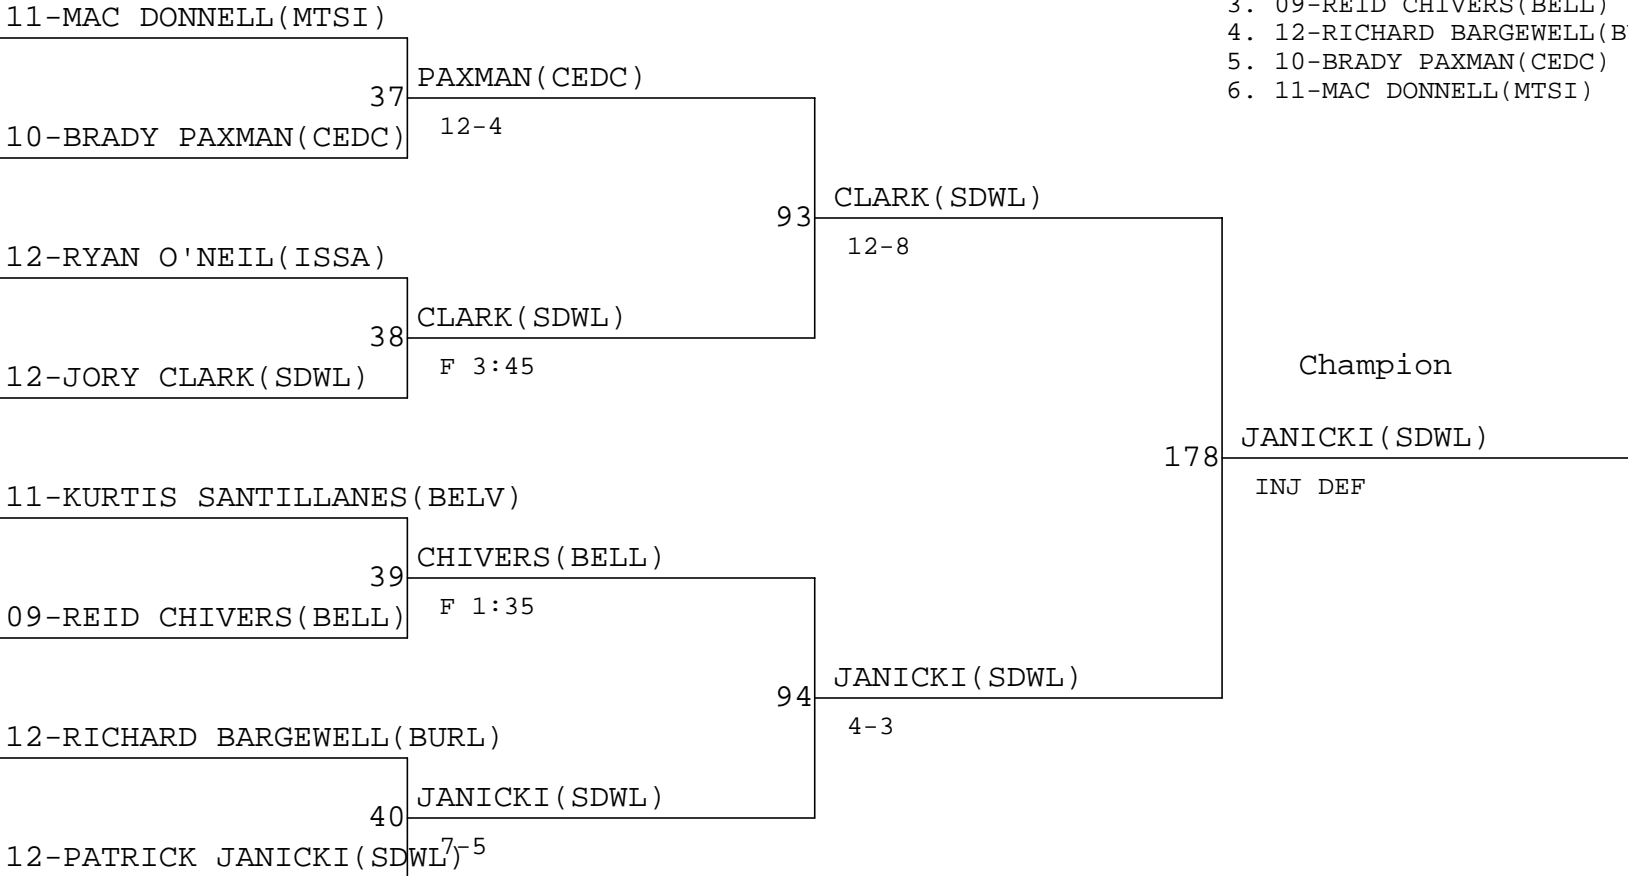 11-MAC DONNELL(MTSI)
3. 09-REID CHIVERS(BELL)
4. 12-RICHARD BARGEWELL(B
5. 10-BRADY PAXMAN(CEDC)
6. 11-MAC DONNELL(MTSI)
PAXMAN(CEDC)
37
12-4
10-BRADY PAXMAN(CEDC)
CLARK(SDWL)
93
12-8
12-RYAN O'NEIL(ISSA)
CLARK(SDWL)
38
F 3:45
12-JORY CLARK(SDWL)
Champion
JANICKI(SDWL)
178
INJ DEF
11-KURTIS SANTILLANES(BELV)
CHIVERS(BELL)
39
F 1:35
09-REID CHIVERS(BELL)
JANICKI(SDWL)
94
4-3
12-RICHARD BARGEWELL(BURL)
JANICKI(SDWL)
40
7-5
12-PATRICK JANICKI(SDWL)